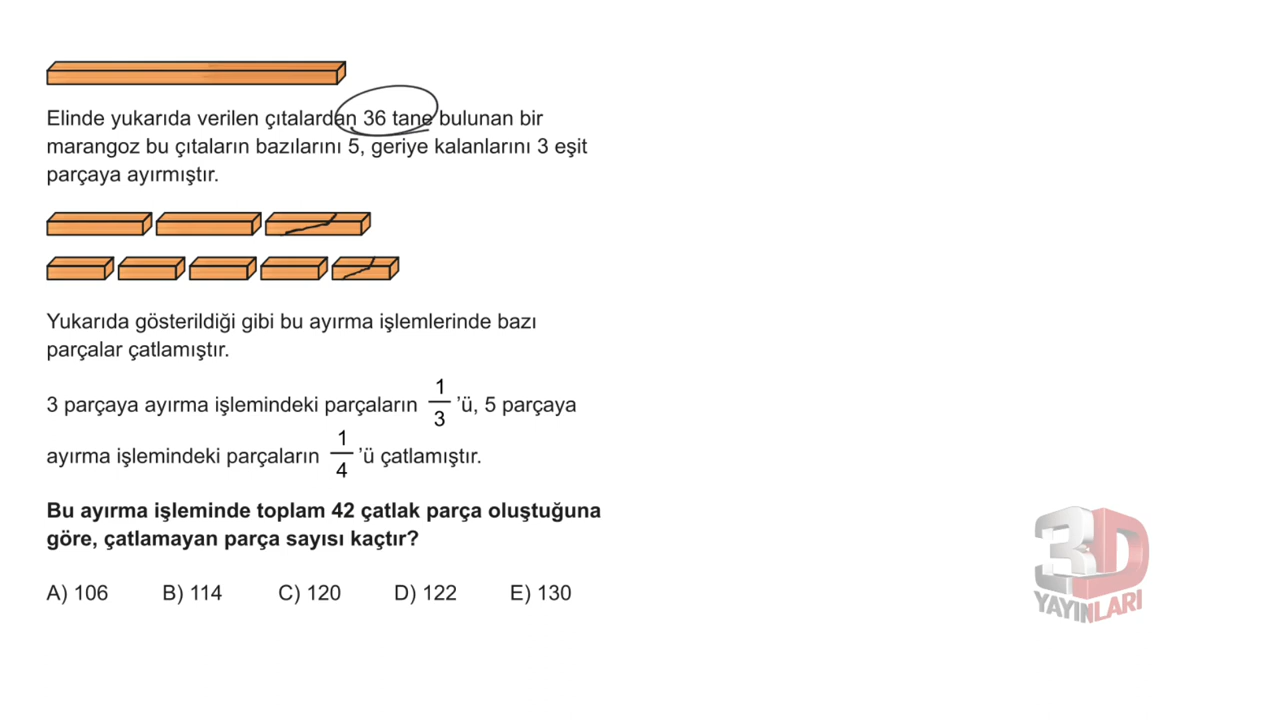 Elinde yukarıda verilen çıtalardan 36 tane bulunan bir
marangoz bu çıtaların bazılarını 5, geriye kalanlarını 3 eşit
parçaya ayırmıştır.
Yukarıda gösterildiği gibi bu ayırma işlemlerinde bazı
parçalar çatlamıştır.
3 parçaya ayırma işlemindeki parçaların 1/3 'ü, 5 parçaya
ayırma işlemindeki parçaların 1/4 'ü çatlamıştır.
Bu ayırma işleminde toplam 42 çatlak parça oluştuğuna
göre, çatlamayan parça sayısı kaçtır?
A) 106 B) 114 C) 120 D) 122 E) 130
3D
YAYINLARI